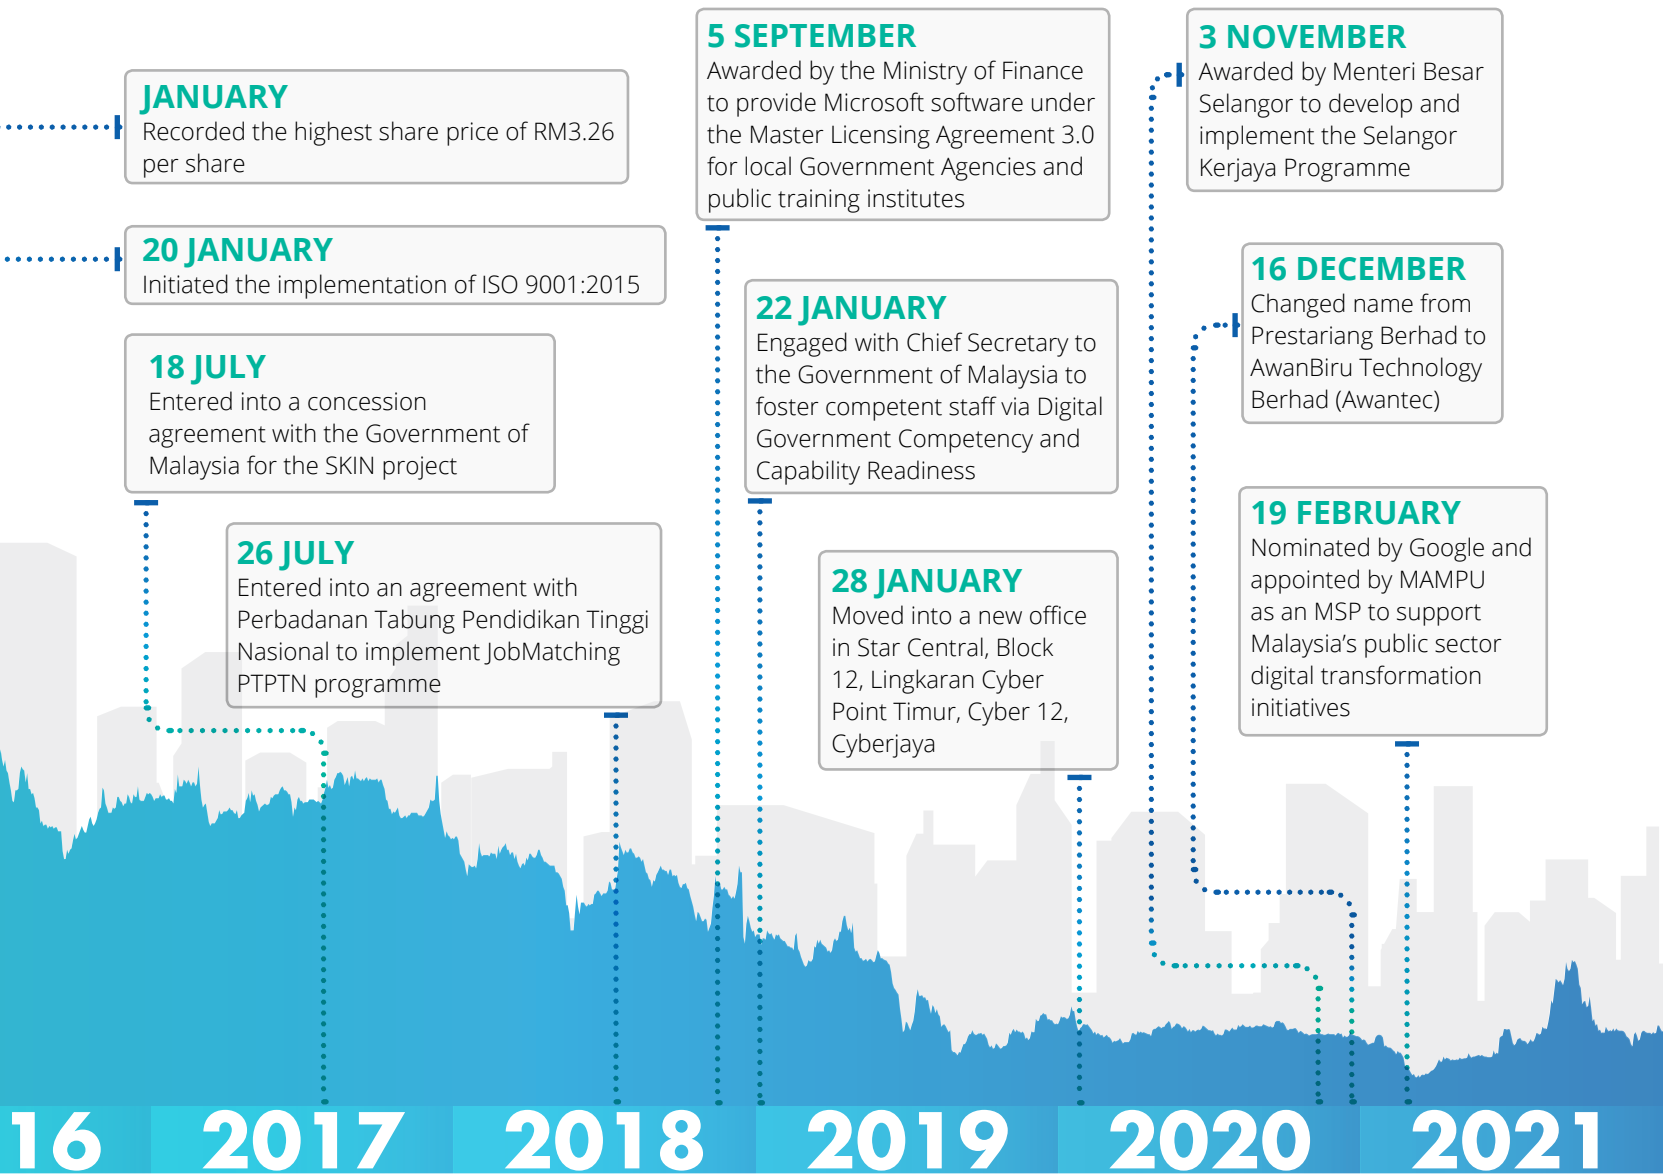 JANUARY
Recorded the highest share price of RM3.26
per share
20 JANUARY
Initiated the implementation of ISO 9001:2015
18 JULY
Entered into a concession
agreement with the Government of
Malaysia for the SKIN project
26 JULY
Entered into an agreement with
Perbadanan Tabung Pendidikan Tinggi
Nasional to implement JobMatching
PTPTN programme
5 SEPTEMBER
Awarded by the Ministry of Finance
to provide Microsoft software under
the Master Licensing Agreement 3.0
for local Government Agencies and
public training institutes
22 JANUARY
Engaged with Chief Secretary to
the Government of Malaysia to
foster competent staff via Digital
Government Competency and
Capability Readiness
28 JANUARY
Moved into a new office
in Star Central, Block
12, Lingkaran Cyber
Point Timur, Cyber 12,
Cyberjaya
3 NOVEMBER
Awarded by Menteri Besar
Selangor to develop and
implement the Selangor
Kerjaya Programme
16 DECEMBER
Changed name from
Prestariang Berhad to
AwanBiru Technology
Berhad (Awantec)
19 FEBRUARY
Nominated by Google and
appointed by MAMPU
as an MSP to support
Malaysia's public sector
digital transformation
initiatives
16 2017 2018 2019 2020 2021